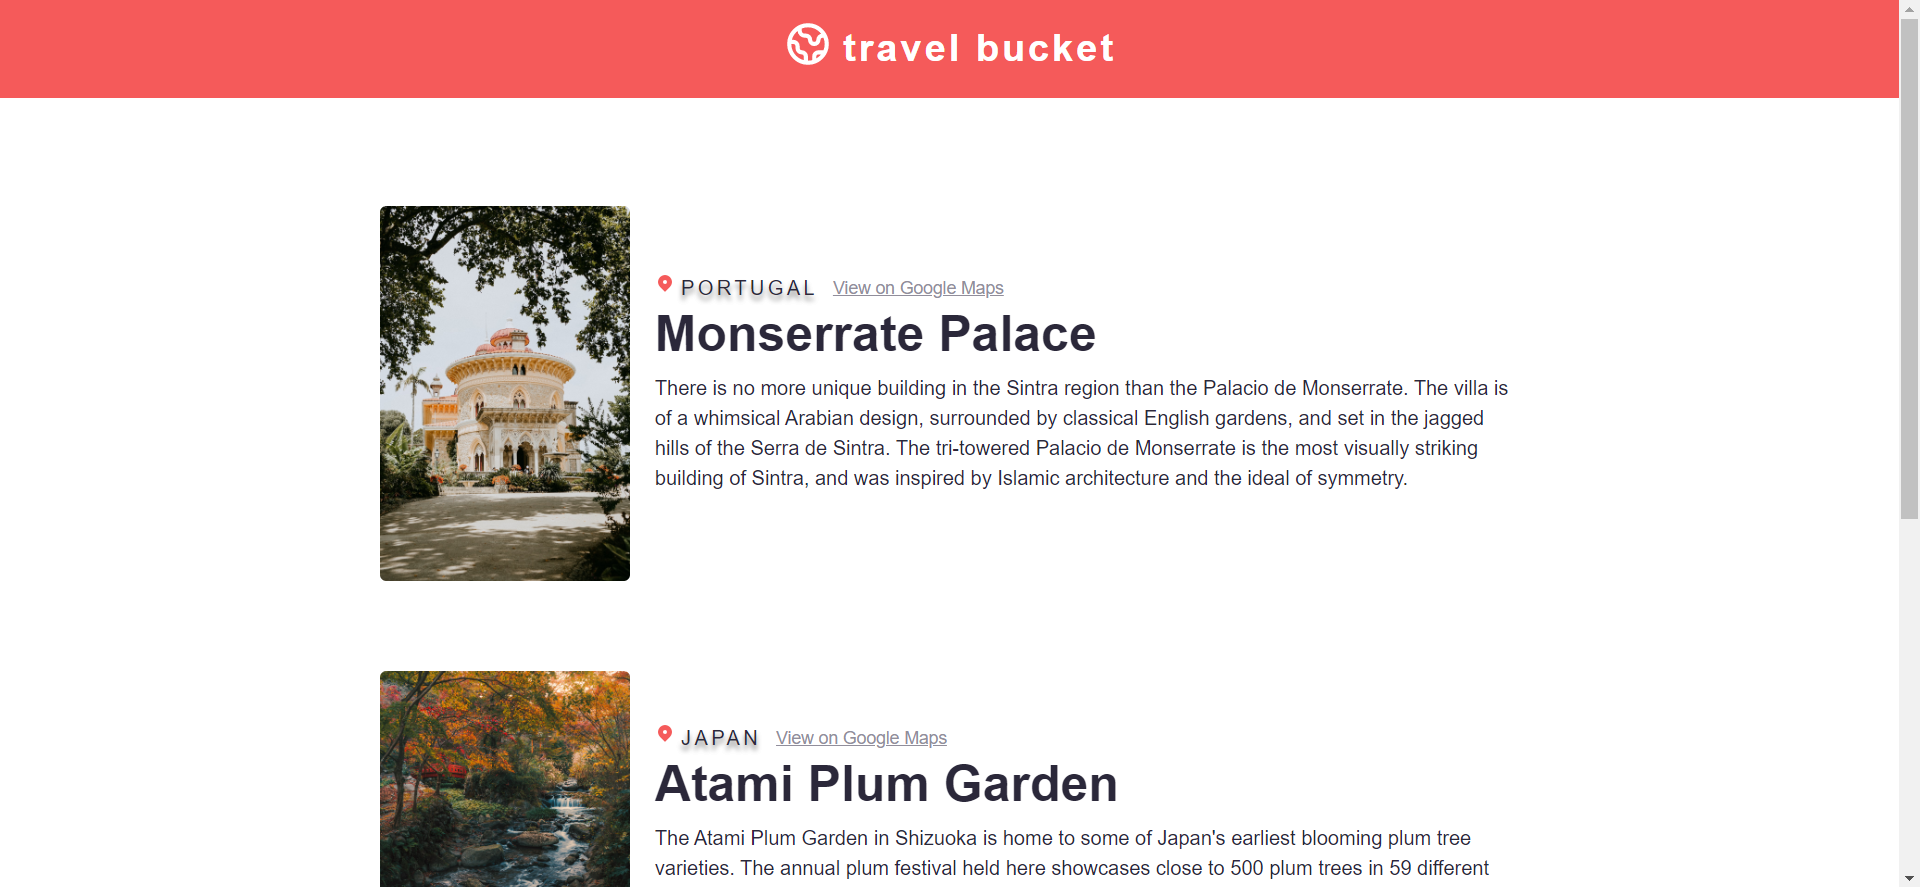 travel bucket
PORTUGAL View on Google Maps
Monserrate Palace
There is no more unique building in the Sintra region than the Palacio de Monserrate. The villa is
of a whimsical Arabian design, surrounded by classical English gardens, and set in the jagged
hills of the Serra de Sintra. The tri-towered Palacio de Monserrate is the most visually striking
building of Sintra, and was inspired by Islamic architecture and the ideal of symmetry.
JAPAN View on Google Maps
Atami Plum Garden
The Atami Plum Garden in Shizuoka is home to some of Japan's earliest blooming plum tree
varieties. The annual plum festival held here showcases close to 500 plum trees in 59 different